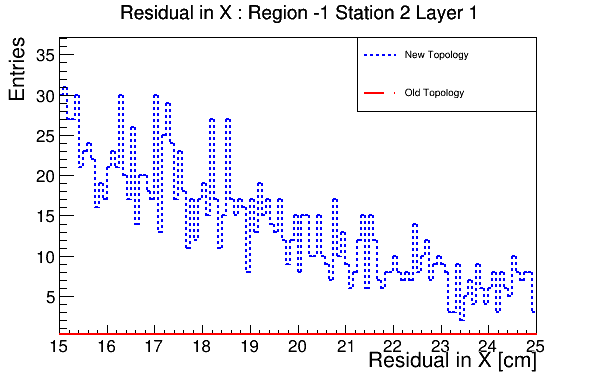 Residual in X : Region -1 Station 2 Layer 1
Entries
35
30
25
20
15
10
5
New Topology
Old Topology
15 16 17 18 19 20 21 22 23 24 25
Residual in X [cm]